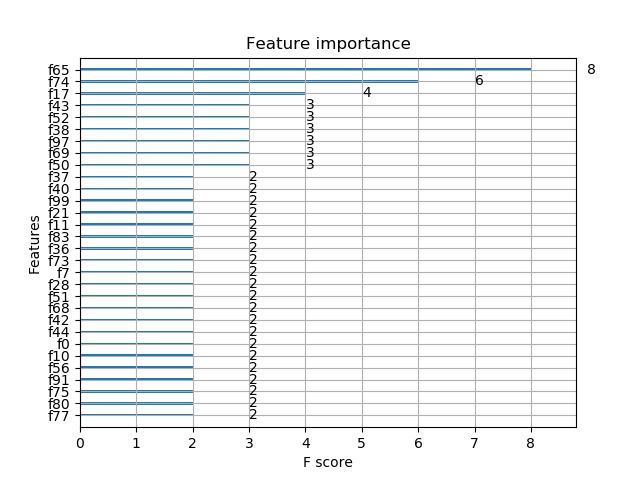 Feature importance
Features
f65 8
f74 6
f17 4
f43 3
f52 3
f38 3
f97 3
f69 3
f50 3
f37 2
f40 2
f99 2
f21 2
f11 2
f83 2
f36 2
f73 2
f7 2
f28 2
f51 2
f68 2
f42 2
f44 2
f0 2
f10 2
f56 2
f91 2
f75 2
f80 2
f77 2
0 1 2 3 4 5 6 7 8
F score